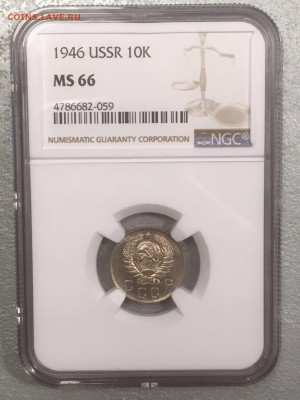 COINS.LAVE.RU
1946 USSR 10K
MS 66
4786682-059
NUMISMATIC GUARANTY CORPORATION
NGC
СССР